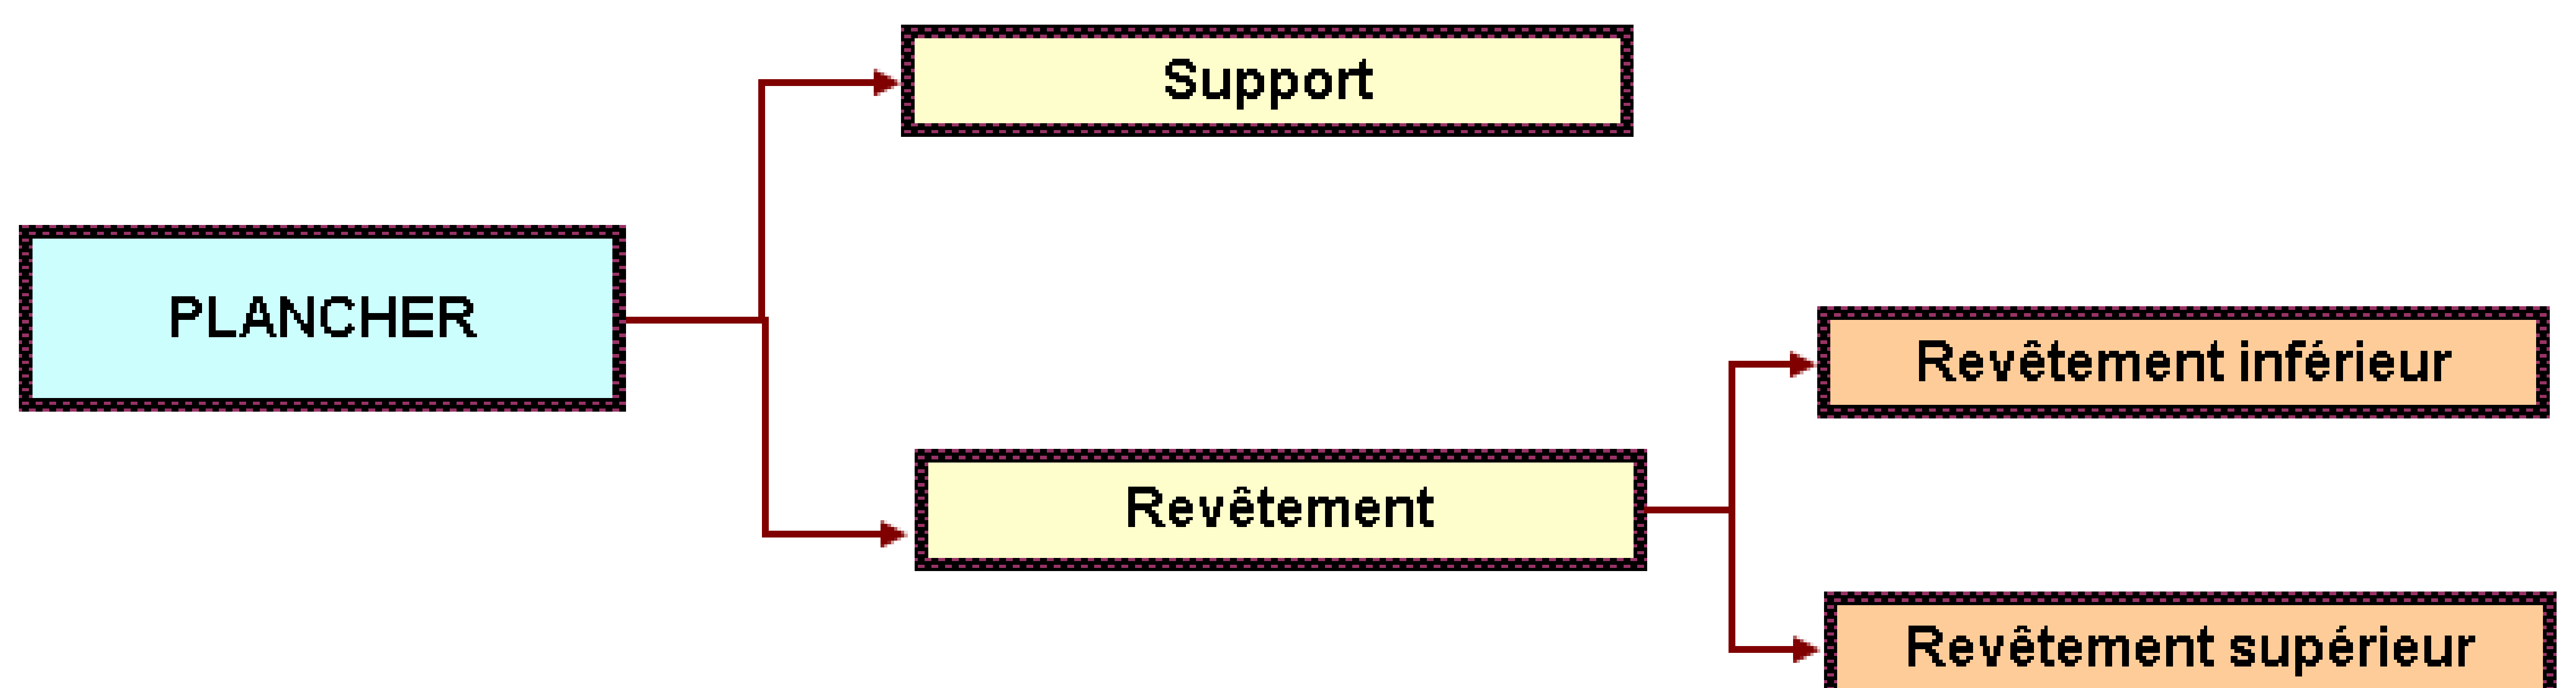 Support
PLANCHER
Revêtement inférieur
Revêtement
Revêtement supérieur